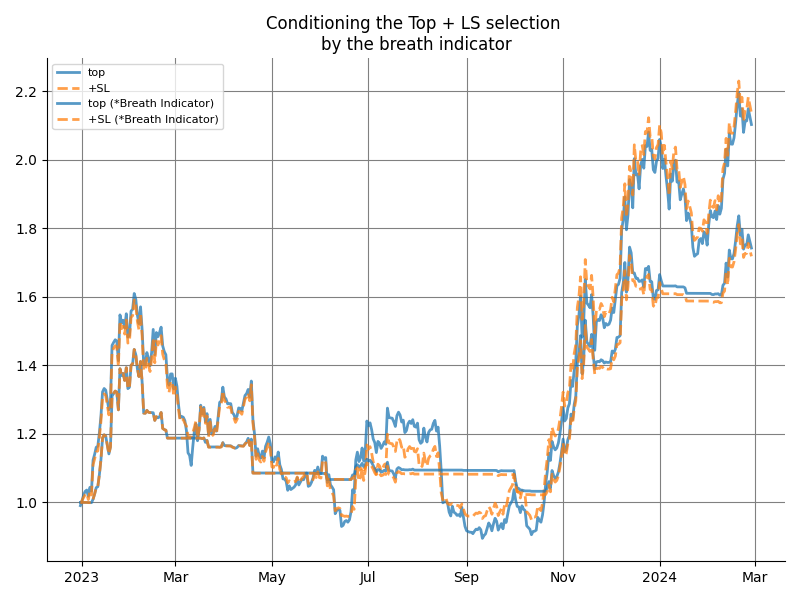 Conditioning the Top + LS selection
by the breath indicator
top
+SL
top (*Breath Indicator)
+SL (*Breath Indicator)
2.2
2.0
1.8
1.6
1.4
1.2
1.0
2023 Mar May Jul Sep Nov 2024 Mar